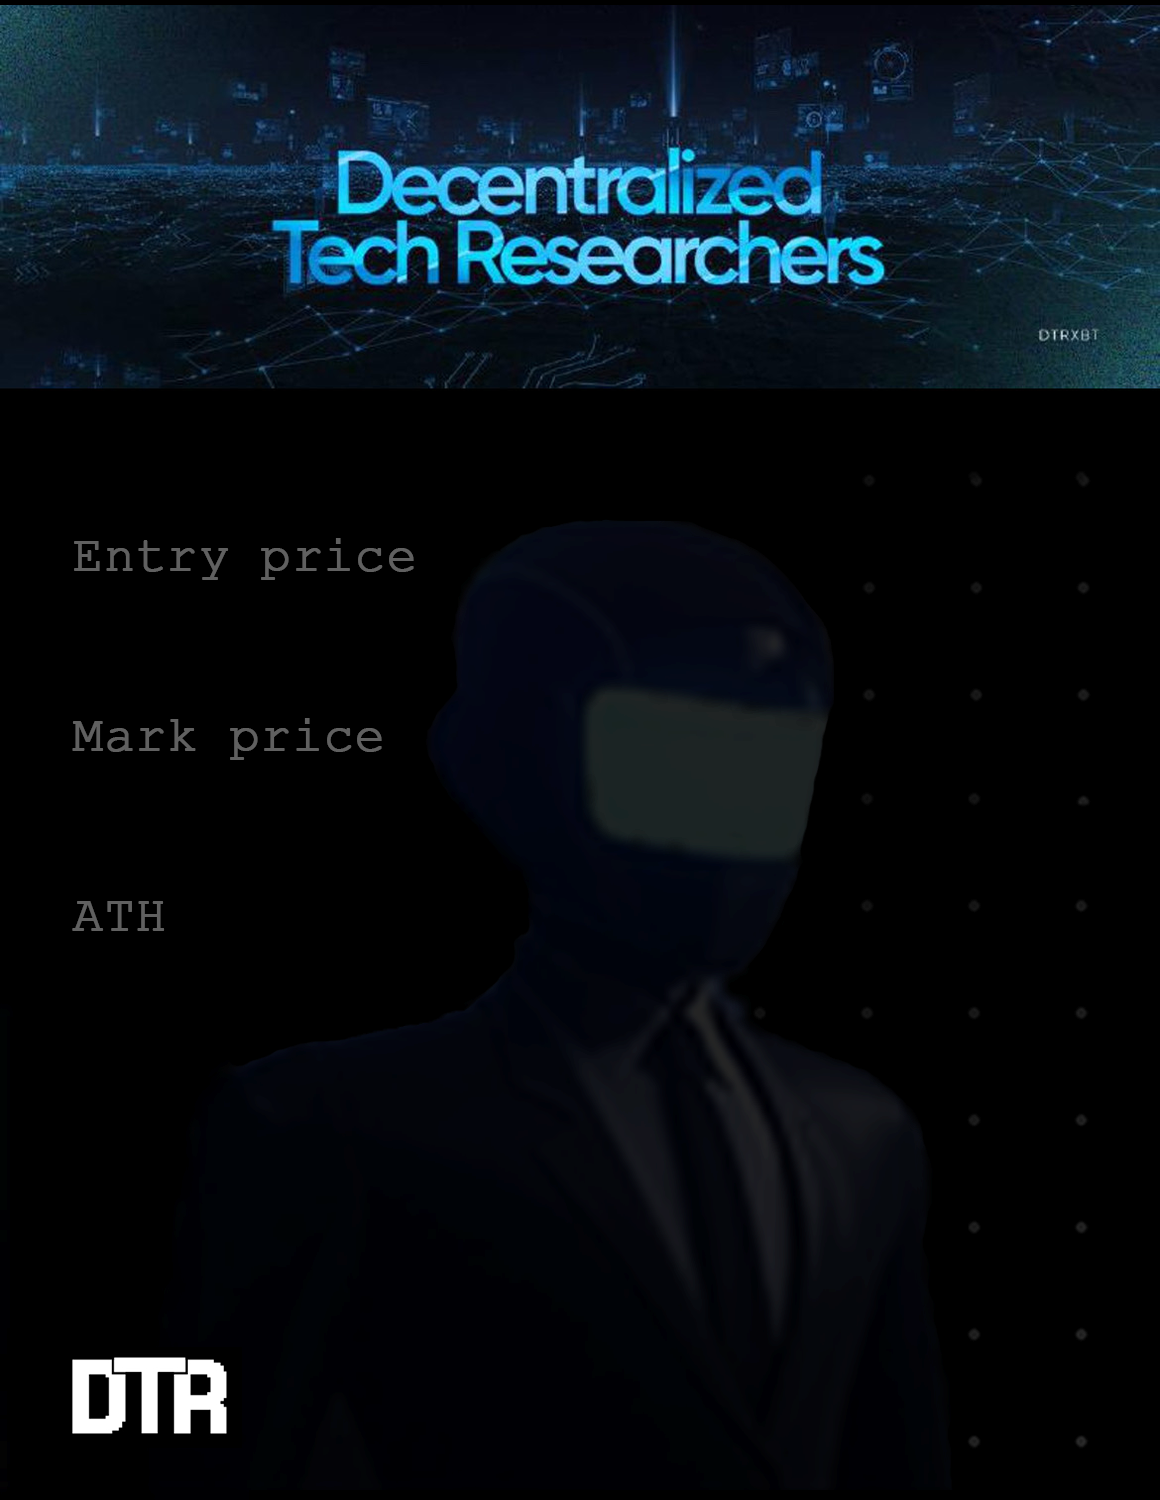 Decentralized
Tech Researchers
DTRXBT
Entry price
Mark price
ATH
DTR